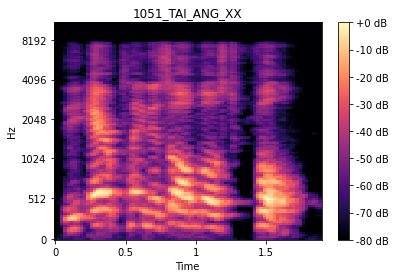 1051_TAI_ANG_XX
+0 dB
8192
-10 dB
4096
-20 dB
-30 dB
2048
Hz
-40 dB
1024
-50 dB
512
-60 dB
-70 dB
0
-80 dB
0
0.5
1
1.5
Time